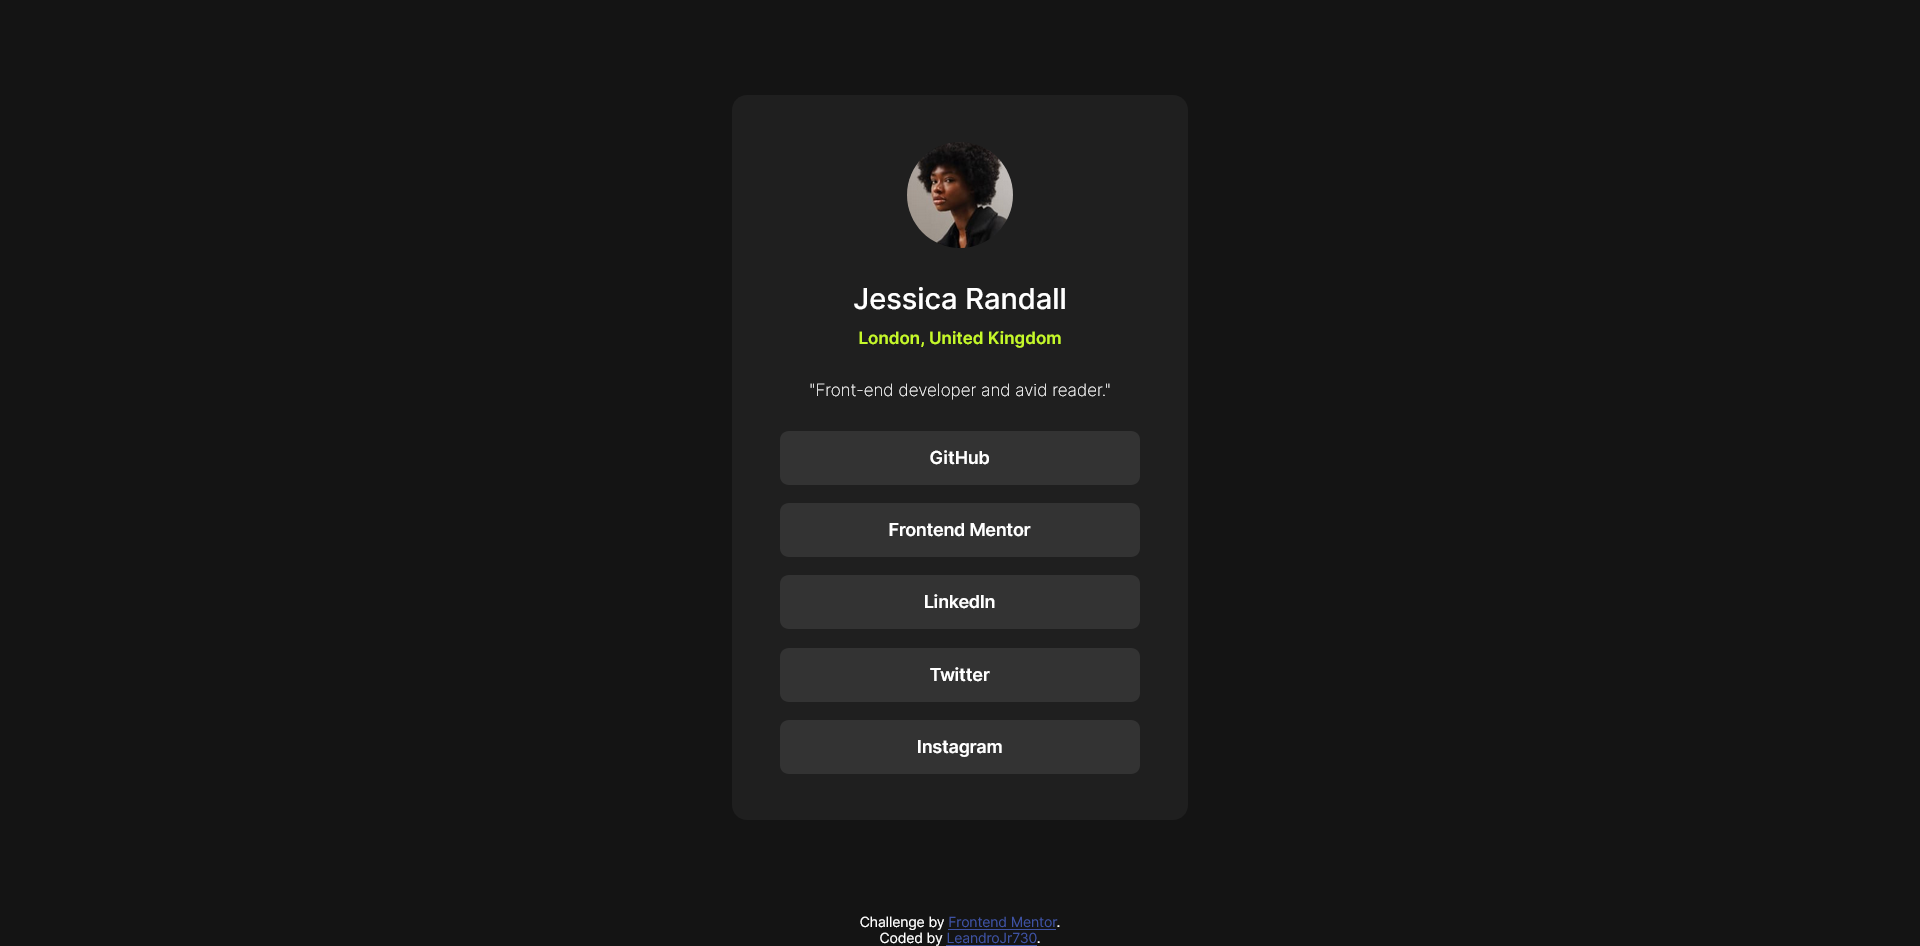 Jessica Randall
London, United Kingdom
"Front-end developer and avid reader."
GitHub
Frontend Mentor
LinkedIn
Twitter
Instagram
Challenge by Frontend Mentor.
Coded by LeandroJr730.